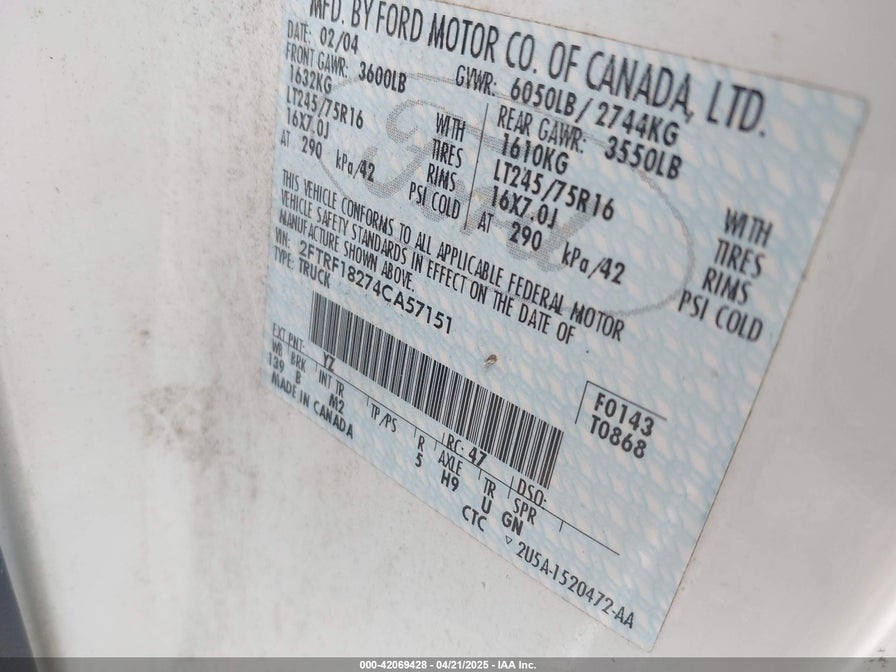 MFD. BY FORD MOTOR CO. OF CANADA, LTD.
DATE: 02/04 GVWR: 6050LB/ 2744KG
FRONT GAWR: 3600LB REAR GAWR: 3550LB
1632KG WITH 1610KG WITH
LT245/75R16 TIRES LT245/75R16 TIRES
16X7.0J RIMS 16X7.0J RIMS
AT 290 kPa/42 PSI COLD AT 290 kPa/42 PSI COLD
THIS VEHICLE CONFORMS TO ALL APPLICABLE FEDERAL MOTOR
VEHICLE SAFETY STANDARDS IN EFFECT ON THE DATE OF
MANUFACTURE SHOWN ABOVE.
VIN: 2FTRF18274CA57151
TYPE: TRUCK
F0143
T0868
EXT PNT: YZ RC: 47 DSO:
WB BRK INT TR TP/PS R AXLE TR SPR
139 B M2 5 H9 U GN
MADE IN CANADA CTC
2U5A-1520472-AA
000-42069428 - 04/21/2025 - IAA Inc.